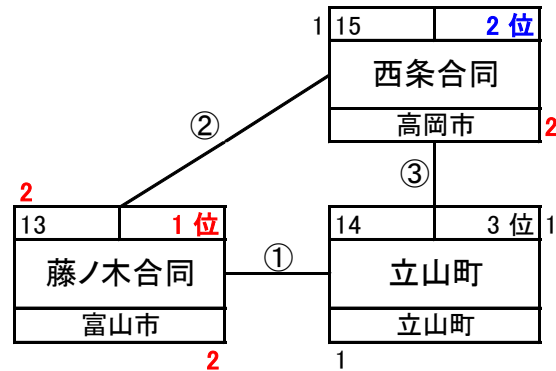 1 15 2 位
西条合同
高岡市 2
②
③
2
13 1 位
藤ノ木合同
富山市
2
①
14 3 位 1
立山町
立山町
1